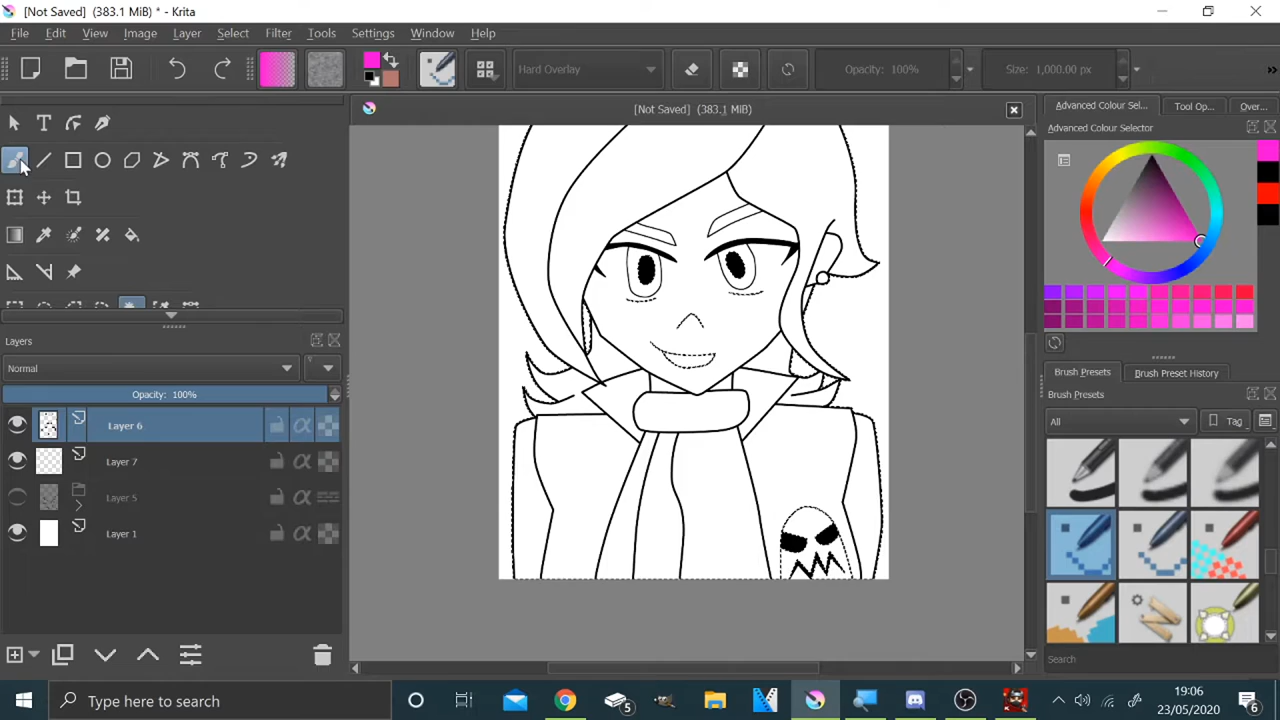 [Not Saved] (383.1 MiB) * - Krita
File Edit View Image Layer Select Filter Tools Settings Window Help
Hard Overlay Opacity: 100% Size: 1,000.00 px
[Not Saved] (383.1 MiB)
Advanced Colour Sel... Tool Op... Over...
Advanced Colour Selector
Layers
Normal
Opacity: 100%
Layer 6
Layer 7
Layer 5
Layer 1
Brush Presets Brush Preset History
Brush Presets
All Tag
Search
Type here to search
5
19:06
23/05/2020
6